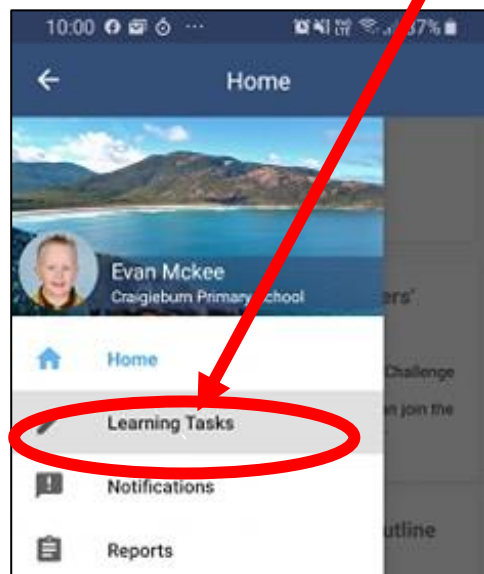 10:00
37%
Home
Evan Mckee
Craigieburn Primary School
ers'
Home
Challenge
n join the
Learning Tasks
Notifications
utline
Reports